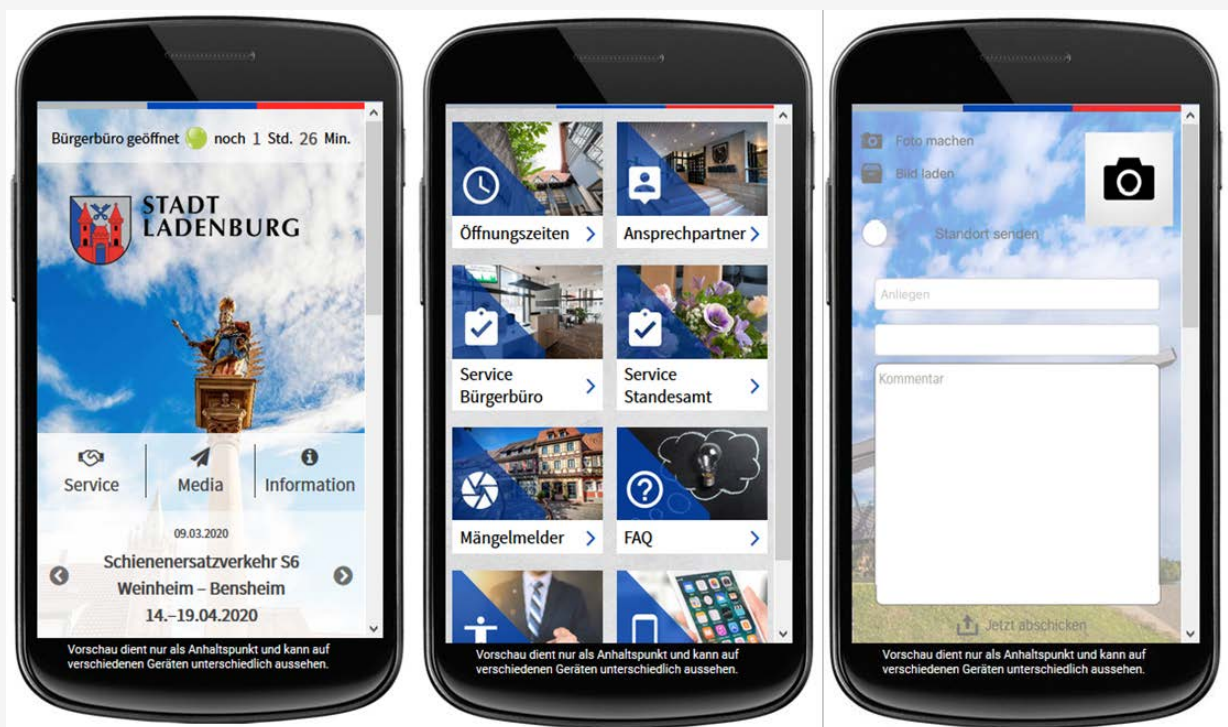 Bürgerbüro geöffnet noch 1 Std. 26 Min.
STADT
LADENBURG
Service Media Information
09.03.2020
Schienenersatzverkehr S6
Weinheim – Bensheim
14.–19.04.2020
Vorschau dient nur als Anhaltspunkt und kann auf
verschiedenen Geräten unterschiedlich aussehen.
Öffnungszeiten Ansprechpartner
Service
Bürgerbüro
Service
Standesamt
Mängelmelder FAQ
Vorschau dient nur als Anhaltspunkt und kann auf
verschiedenen Geräten unterschiedlich aussehen.
Foto machen
Bild laden
Standort senden
Anliegen
Kommentar
Jetzt abschicken
Vorschau dient nur als Anhaltspunkt und kann auf
verschiedenen Geräten unterschiedlich aussehen.